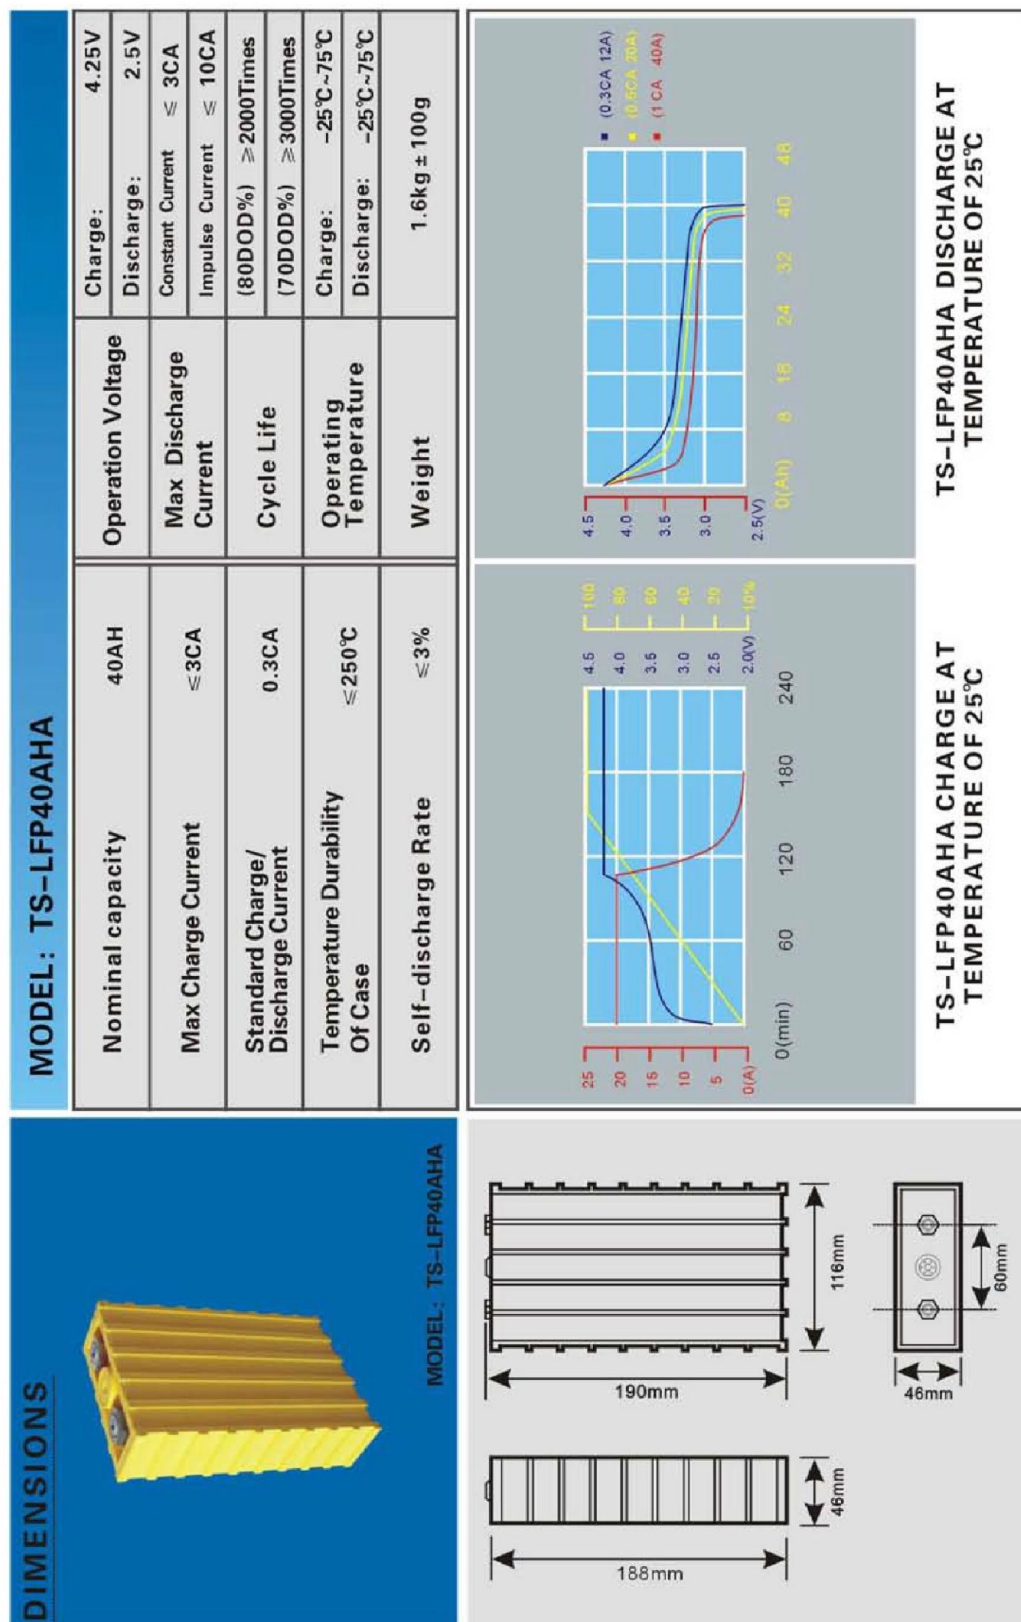 DIMENSIONS
MODEL: TS-LFP40AHA
190mm
116mm
188mm
46mm
46mm
60mm
MODEL: TS-LFP40AHA
Nominal capacity 40AH
Operation Voltage
Charge: 4.25V
Discharge: 2.5V
Max Charge Current ≤3CA
Max Discharge
Current
Constant Current ≤ 3CA
Impulse Current ≤ 10CA
Standard Charge/
Discharge Current
0.3CA
Cycle Life
(80DOD%) ≥2000Times
(70DOD%) ≥3000Times
Temperature Durability
Of Case
≤250℃
Operating
Temperature
Charge: -25℃~75℃
Discharge: -25℃~75℃
Self-discharge Rate ≤3%
Weight 1.6kg±100g
25
20
15
10
5
0(A)
4.5
4.0
3.5
3.0
2.5
2.0(V)
100
80
60
40
20
10%
0(min) 60 120 180 240
TS-LFP40AHA CHARGE AT
TEMPERATURE OF 25℃
4.5
4.0
3.5
3.0
2.5(V)
0(Ah) 8 16 24 32 40 48
(0.3CA 12A)
(0.5CA 20A)
(1 CA 40A)
TS-LFP40AHA DISCHARGE AT
TEMPERATURE OF 25℃